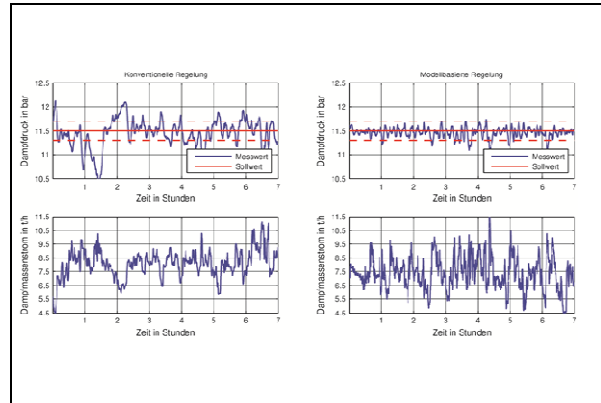 Konventionelle Regelung
12.5
12
11.5
11
10.5
Dampfdruck in bar
Messwert
Sollwert
0 1 2 3 4 5 6 7
Zeit in Stunden
11.5
10.5
9.5
8.5
7.5
6.5
5.5
4.5
Dampfmassenstrom in t/h
0 1 2 3 4 5 6 7
Zeit in Stunden
Modellbasierte Regelung
12.5
12
11.5
11
10.5
Dampfdruck in bar
Messwert
Sollwert
0 1 2 3 4 5 6 7
Zeit in Stunden
11.5
10.5
9.5
8.5
7.5
6.5
5.5
4.5
Dampfmassenstrom in t/h
0 1 2 3 4 5 6 7
Zeit in Stunden